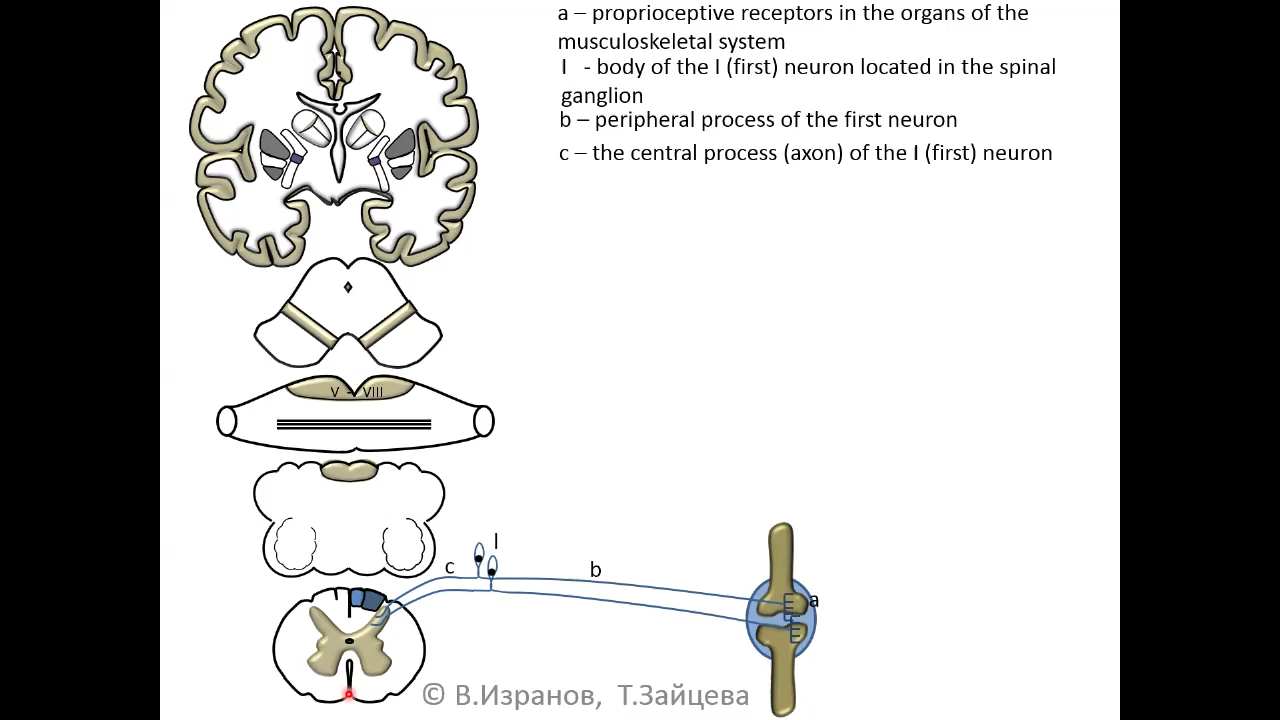 a – proprioceptive receptors in the organs of the
musculoskeletal system
I - body of the I (first) neuron located in the spinal
ganglion
b – peripheral process of the first neuron
c – the central process (axon) of the I (first) neuron
V - VIII
I
c
b
a
© В.Изранов, Т.Зайцева